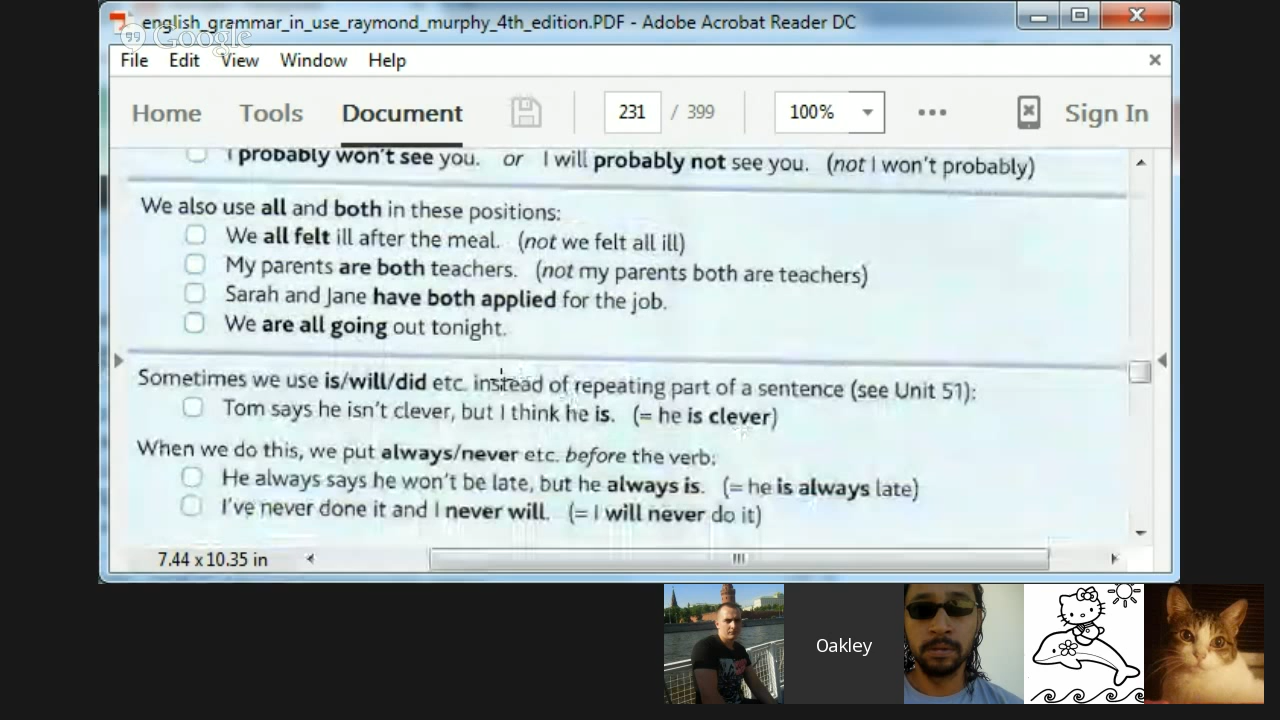 english_grammar_in_use_raymond_murphy_4th_edition.PDF - Adobe Acrobat Reader DC
Google
File Edit View Window Help
Home Tools Document 231 / 399 100% Sign In
I probably won't see you. or I will probably not see you. (not I won't probably)
We also use all and both in these positions:
We all felt ill after the meal. (not we felt all ill)
My parents are both teachers. (not my parents both are teachers)
Sarah and Jane have both applied for the job.
We are all going out tonight.
Sometimes we use is/will/did etc. instead of repeating part of a sentence (see Unit 51):
Tom says he isn't clever, but I think he is. (= he is clever)
When we do this, we put always/never etc. before the verb:
He always says he won't be late, but he always is. (= he is always late)
I've never done it and I never will. (= I will never do it)
7.44 x 10.35 in
Oakley